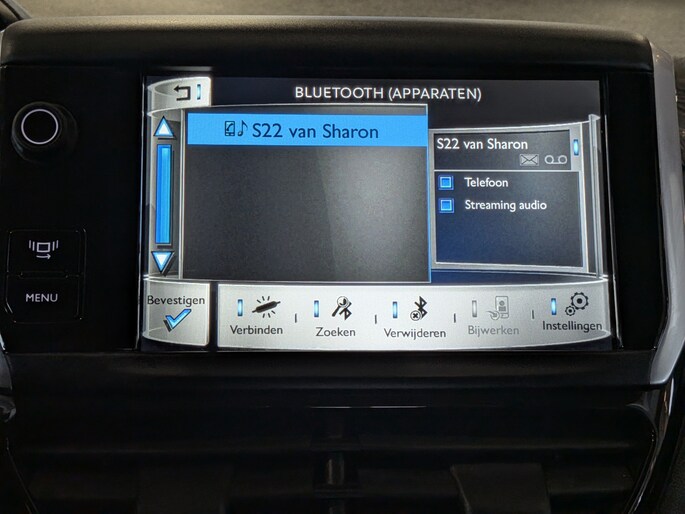 BLUETOOTH (APPARATEN)
S22 van Sharon
S22 van Sharon
Telefoon
Streaming audio
MENU
Bevestigen
Verbinden
Zoeken
Verwijderen
Bijwerken
Instellingen